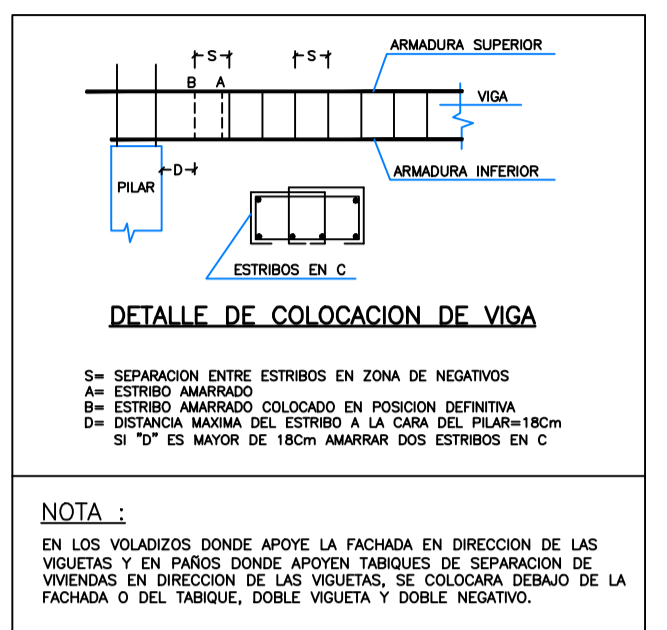 ARMADURA SUPERIOR
S
S
B A
VIGA
D
PILAR
ARMADURA INFERIOR
ESTRIBOS EN C
DETALLE DE COLOCACION DE VIGA
S= SEPARACION ENTRE ESTRIBOS EN ZONA DE NEGATIVOS
A= ESTRIBO AMARRADO
B= ESTRIBO AMARRADO COLOCADO EN POSICION DEFINITIVA
D= DISTANCIA MAXIMA DEL ESTRIBO A LA CARA DEL PILAR=18Cm
SI "D" ES MAYOR DE 18Cm AMARRAR DOS ESTRIBOS EN C
NOTA :
EN LOS VOLADIZOS DONDE APOYE LA FACHADA EN DIRECCION DE LAS
VIGUETAS Y EN PAÑOS DONDE APOYEN TABIQUES DE SEPARACION DE
VIVIENDAS EN DIRECCION DE LAS VIGUETAS, SE COLOCARA DEBAJO DE LA
FACHADA O DEL TABIQUE, DOBLE VIGUETA Y DOBLE NEGATIVO.